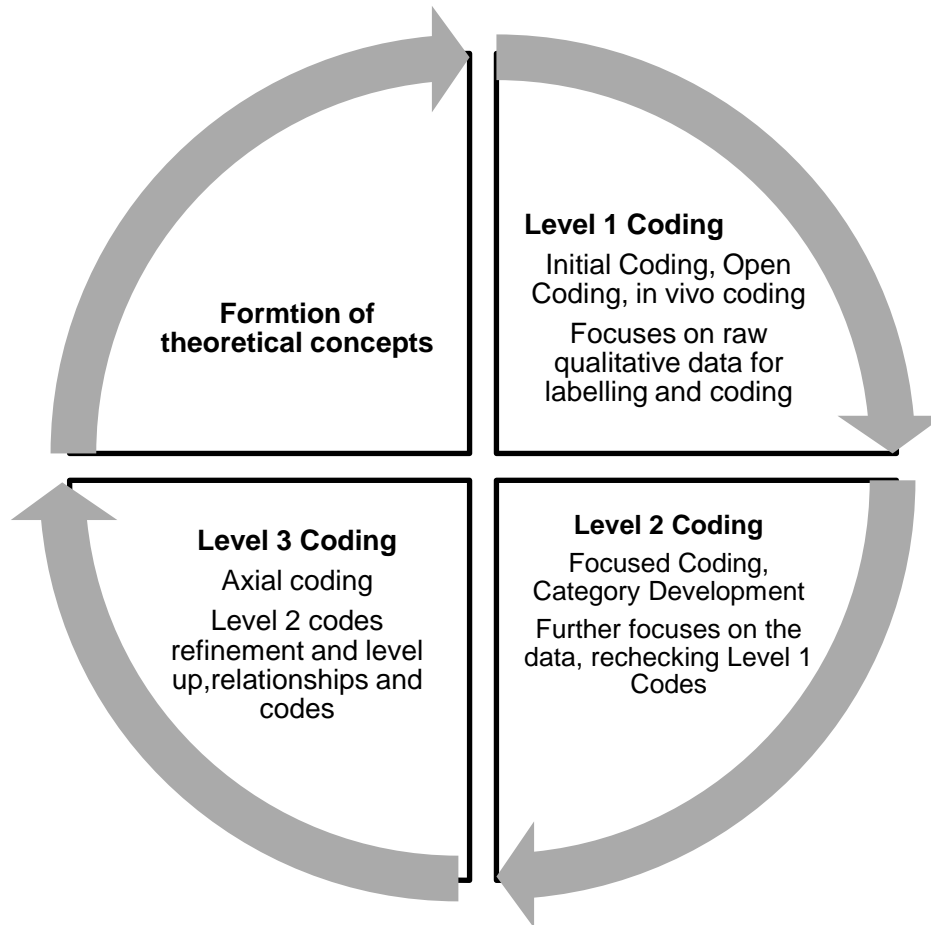 Formtion of
theoretical concepts
Level 1 Coding
Initial Coding, Open
Coding, in vivo coding
Focuses on raw
qualitative data for
labelling and coding
Level 2 Coding
Focused Coding,
Category Development
Further focuses on the
data, rechecking Level 1
Codes
Level 3 Coding
Axial coding
Level 2 codes
refinement and level
up,relationships and
codes